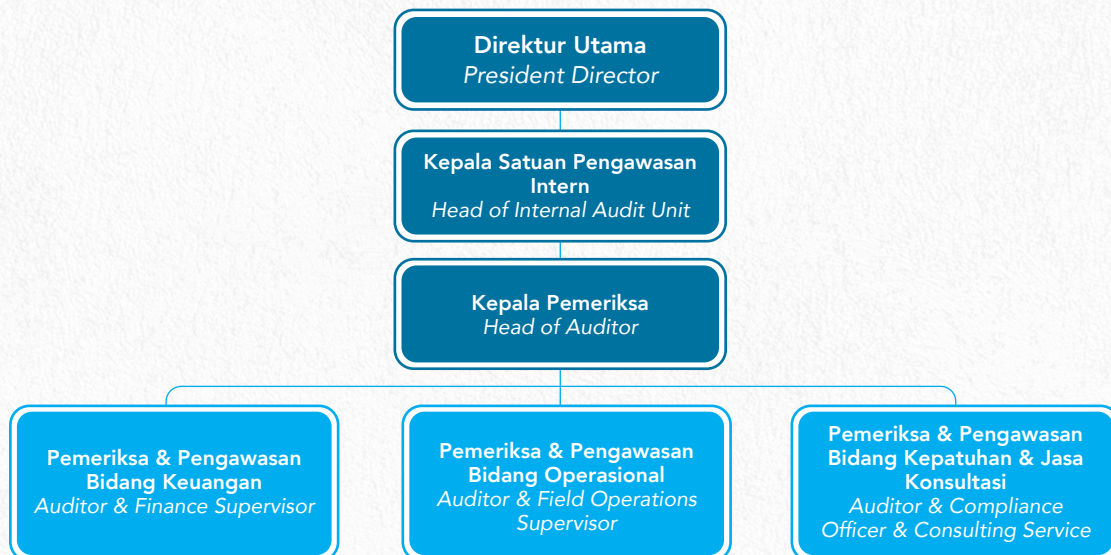 Direktur Utama
President Director
Kepala Satuan Pengawasan
Intern
Head of Internal Audit Unit
Kepala Pemeriksa
Head of Auditor
Pemeriksa & Pengawasan
Bidang Keuangan
Auditor & Finance Supervisor
Pemeriksa & Pengawasan
Bidang Operasional
Auditor & Field Operations
Supervisor
Pemeriksa & Pengawasan
Bidang Kepatuhan & Jasa
Konsultasi
Auditor & Compliance
Officer & Consulting Service